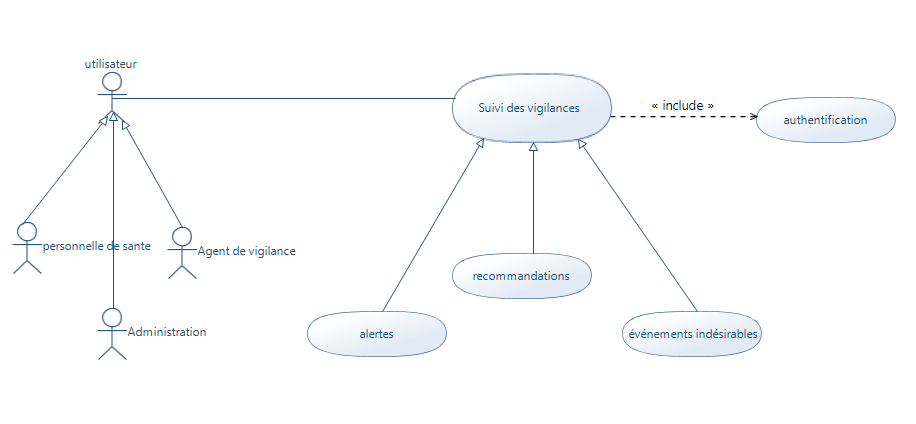 utilisateur
Suivi des vigilances
« include »
authentification
personnelle de sante
Agent de vigilance
recommandations
Administration
alertes
événements indésirables